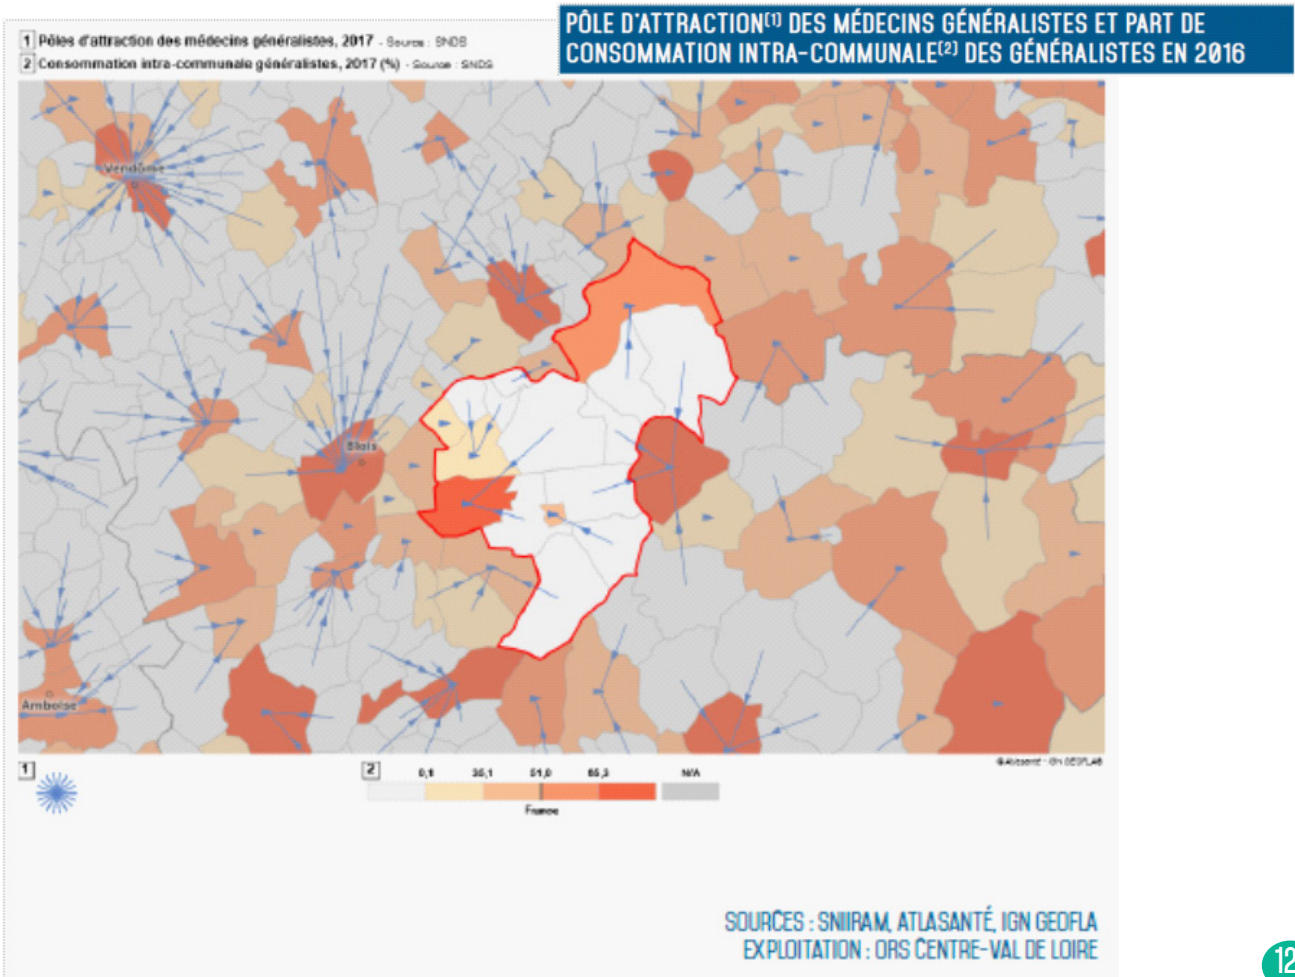 PÔLE D'ATTRACTION(1) DES MÉDECINS GÉNÉRALISTES ET PART DE
CONSOMMATION INTRA-COMMUNALE(2) DES GÉNÉRALISTES EN 2016
1 Pôles d'attraction des médecins généralistes, 2017 - Source : SNDS
2 Consommation intra-communale généralistes, 2017 (%) - Source : SNDS
Vendôme
Blois
Amboise
1
2
35,1
N/A
France
SOURCES : SNIIRAM, ATLASANTÉ, IGN GEOFLA
EXPLOITATION : ORS CENTRE-VAL DE LOIRE
12